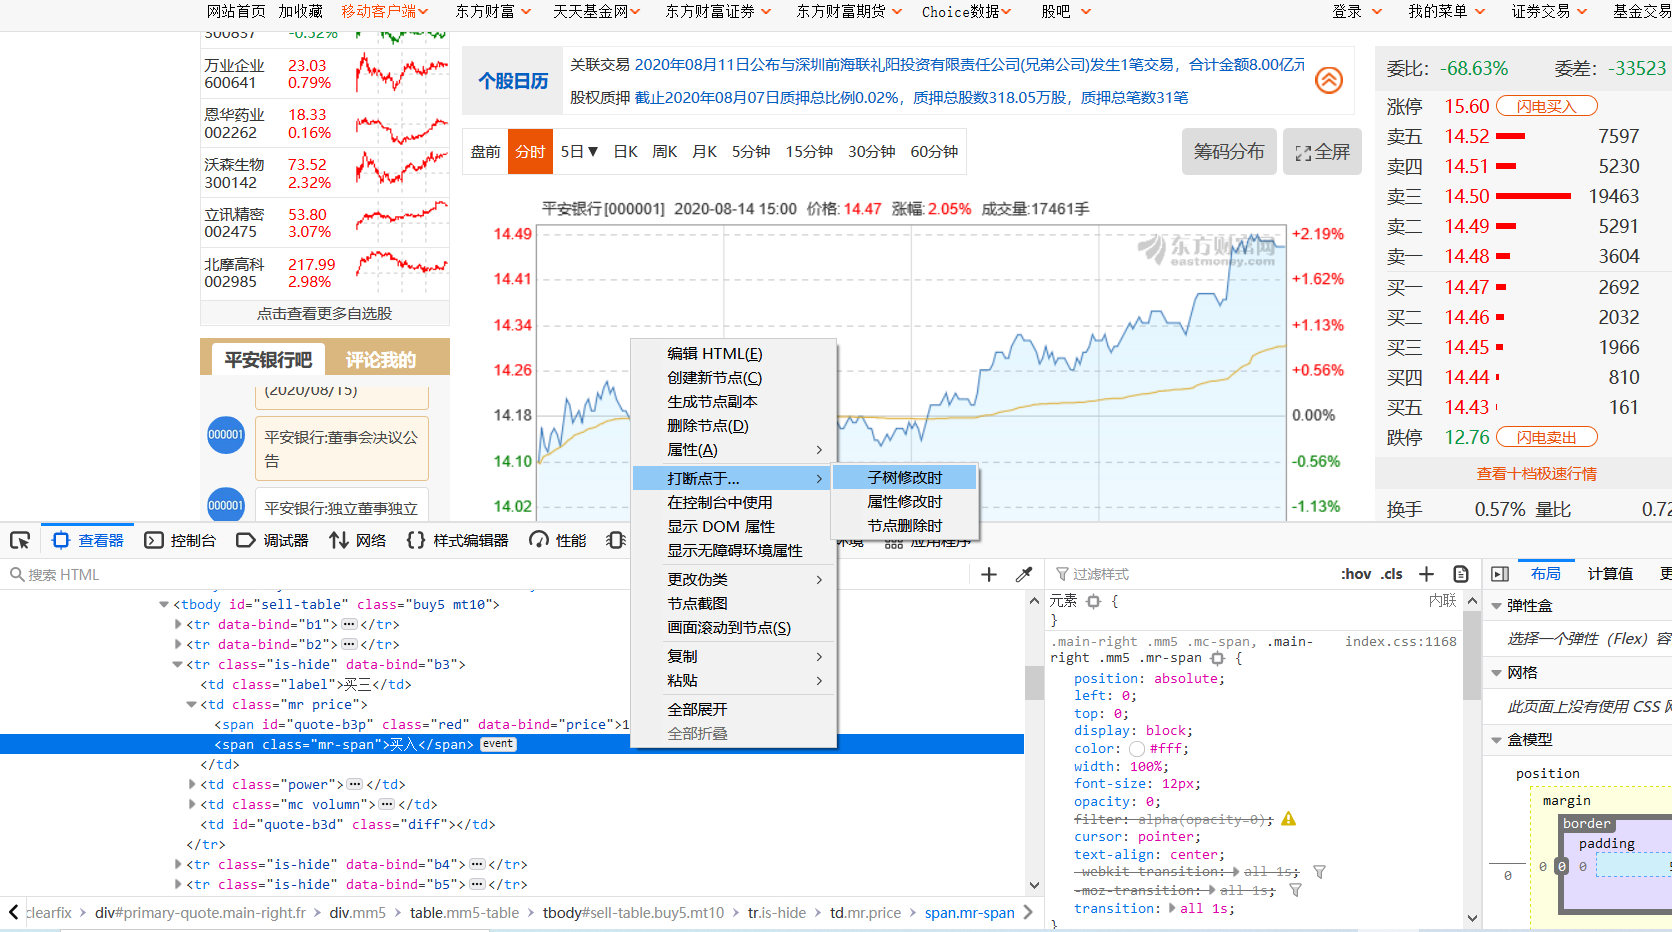 网站首页 加收藏 移动客户端 东方财富 天天基金网 东方财富证券 东方财富期货 Choice数据 股吧 登录 我的菜单 证券交易 基金交易
300857 -0.52%
万业企业 23.03
600641 0.79%
恩华药业 18.33
002262 0.16%
沃森生物 73.52
300142 2.32%
立讯精密 53.80
002475 3.07%
北摩高科 217.99
002985 2.98%
点击查看更多自选股
平安银行吧 评论我的
(2020/08/15)
000001 平安银行:董事会决议公
告
000001 平安银行:独立董事独立
个股日历
关联交易 2020年08月11日公布与深圳前海联礼阳投资有限责任公司(兄弟公司)发生1笔交易，合计金额8.00亿元
股权质押 截止2020年08月07日质押总比例0.02%，质押总股数318.05万股，质押总笔数31笔
盘前 分时 5日▼ 日K 周K 月K 5分钟 15分钟 30分钟 60分钟
筹码分布 全屏
平安银行[000001] 2020-08-14 15:00 价格: 14.47 涨幅: 2.05% 成交量:17461手
东方财富网
eastmoney.com
14.49 +2.19%
14.41 +1.62%
14.34 +1.13%
14.26 +0.56%
14.18 0.00%
14.10 -0.56%
14.02 -1.13%
委比: -68.63% 委差: -33523
涨停 15.60 闪电买入
卖五 14.52 7597
卖四 14.51 5230
卖三 14.50 19463
卖二 14.49 5291
卖一 14.48 3604
买一 14.47 2692
买二 14.46 2032
买三 14.45 1966
买四 14.44 810
买五 14.43 161
跌停 12.76 闪电卖出
查看十档极速行情
换手 0.57% 量比 0.72
编辑 HTML(E)
创建新节点(C)
生成节点副本
删除节点(D)
属性(A)
打断点于...
在控制台中使用
显示 DOM 属性
显示无障碍环境属性
更改伪类
节点截图
画面滚动到节点(S)
复制
粘贴
全部展开
全部折叠
子树修改时
属性修改时
节点删除时
查看器 控制台 调试器 网络 {} 样式编辑器 性能 环境 应用程序
搜索 HTML
<tbody id="sell-table" class="buy5 mt10">
<tr data-bind="b1"> ••• </tr>
<tr data-bind="b2"> ••• </tr>
<tr class="is-hide" data-bind="b3">
<td class="label">买三</td>
<td class="mr price">
<span id="quote-b3p" class="red" data-bind="price">1
<span class="mr-span">买入</span> event
</td>
<td class="power"> ••• </td>
<td class="mc volumn"> ••• </td>
<td id="quote-b3d" class="diff"></td>
</tr>
<tr class="is-hide" data-bind="b4"> ••• </tr>
<tr class="is-hide" data-bind="b5"> ••• </tr>
clearfix > div#primary-quote.main-right.fr > div.mm5 > table.mm5-table > tbody#sell-table.buy5.mt10 > tr.is-hide > td.mr.price > span.mr-span
过滤样式 :hov .cls +
元素 { 内联
}
.main-right .mm5 .mc-span, .main- index.css:1168
right .mm5 .mr-span {
position: absolute;
left: 0;
top: 0;
display: block;
color: #fff;
width: 100%;
font-size: 12px;
opacity: 0;
filter: alpha(opacity=0);
cursor: pointer;
text-align: center;
-webkit-transition: all 1s;
-moz-transition: all 1s;
transition: all 1s;
}
布局 计算值 更
弹性盒
选择一个弹性（Flex）容
网格
此页面上没有使用 CSS 网
盒模型
position
margin
border
padding
0 0 0 0